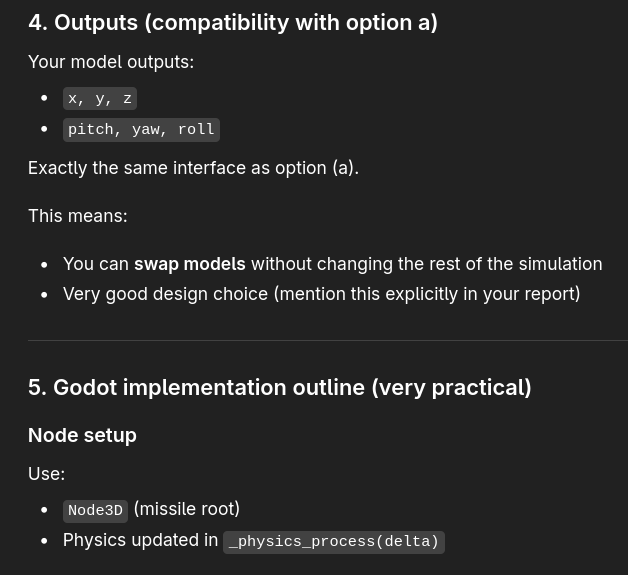 4. Outputs (compatibility with option a)
Your model outputs:
• x, y, z
• pitch, yaw, roll
Exactly the same interface as option (a).
This means:
• You can swap models without changing the rest of the simulation
• Very good design choice (mention this explicitly in your report)
5. Godot implementation outline (very practical)
Node setup
Use:
• Node3D (missile root)
• Physics updated in _physics_process(delta)